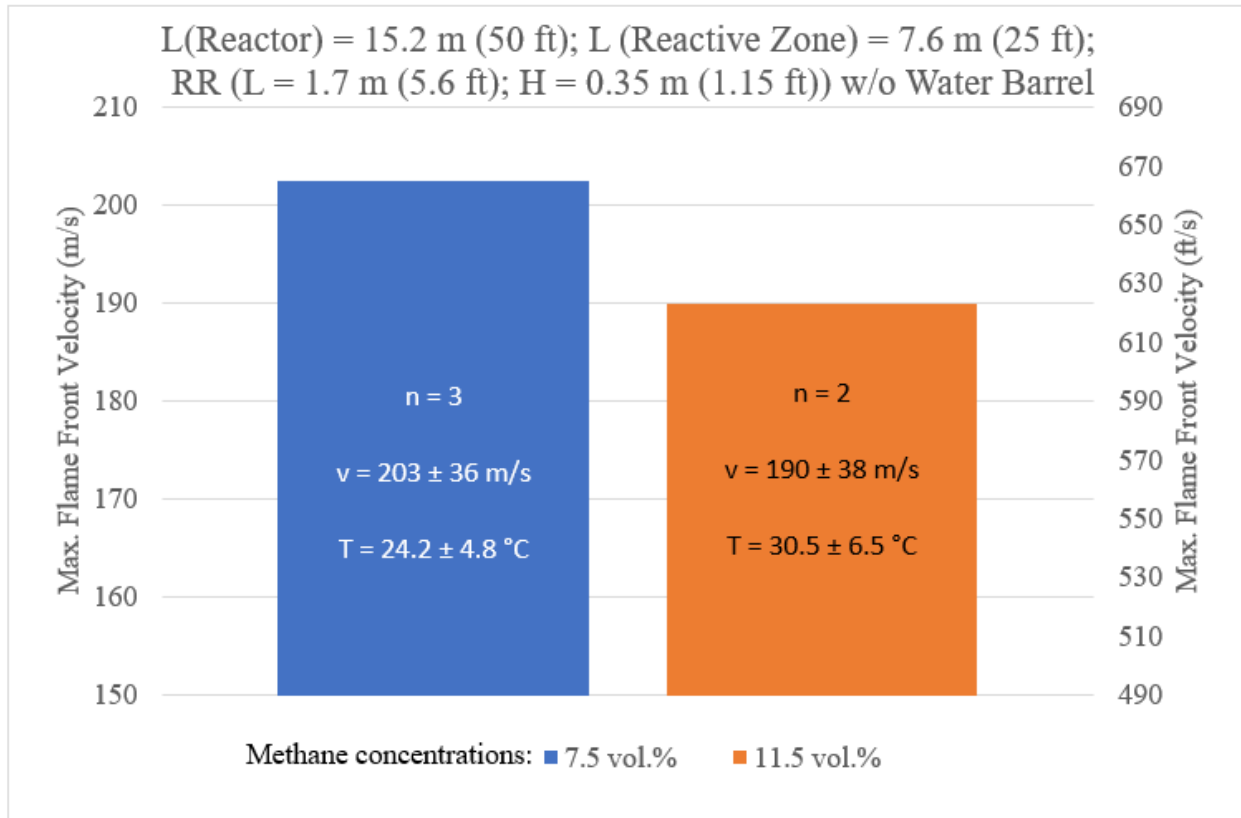 L(Reactor) = 15.2 m (50 ft); L (Reactive Zone) = 7.6 m (25 ft);
RR (L = 1.7 m (5.6 ft); H = 0.35 m (1.15 ft)) w/o Water Barrel
Max. Flame Front Velocity (m/s)
210
200
190
180
170
160
150
n = 3
v = 203 ± 36 m/s
T = 24.2 ± 4.8 °C
n = 2
v = 190 ± 38 m/s
T = 30.5 ± 6.5 °C
690
670
650
630
610
590
570
550
530
510
490
Max. Flame Front Velocity (ft/s)
Methane concentrations: 7.5 vol.% 11.5 vol.%